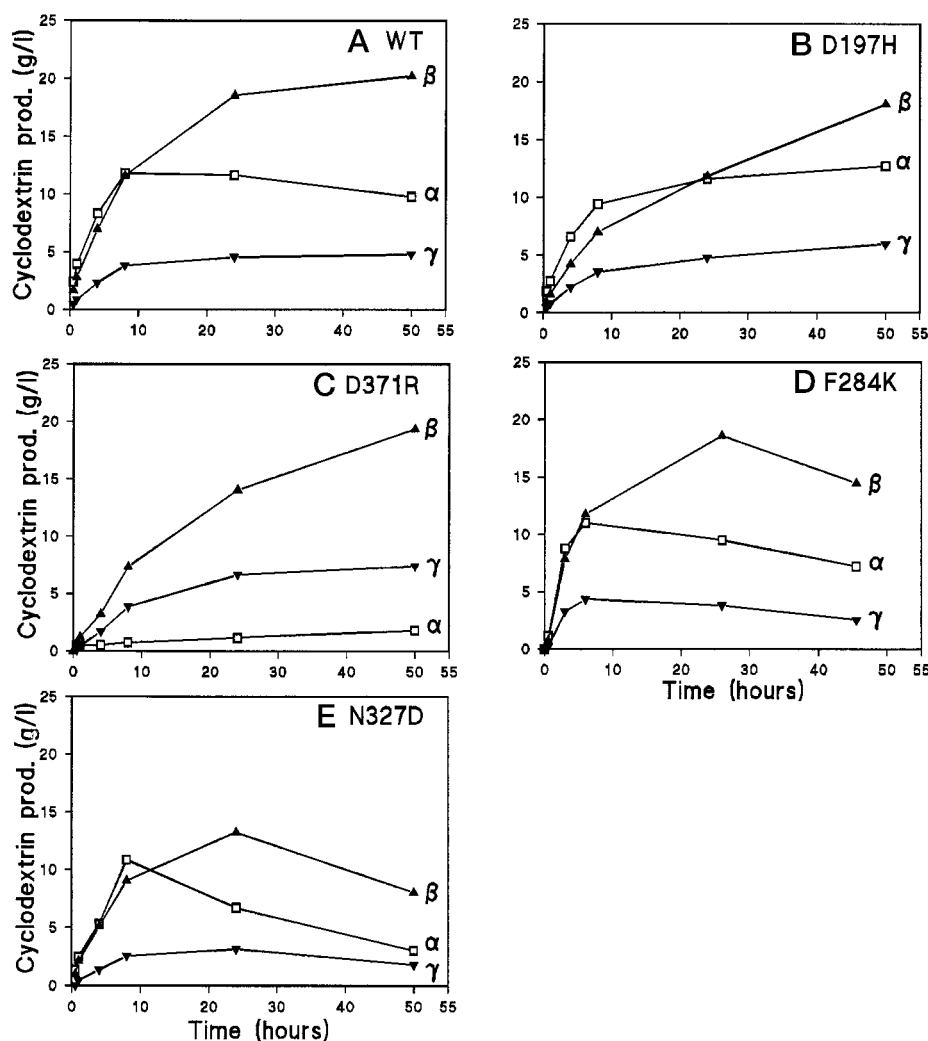 A WT
Cyclodextrin prod. (g/l)
25
20
15
10
5
0
β
α
γ
0 10 20 30 40 50 55
B D197H
25
20
15
10
5
0
β
α
γ
0 10 20 30 40 50 55
C D371R
Cyclodextrin prod. (g/l)
25
20
15
10
5
0
β
γ
α
0 10 20 30 40 50 55
D F284K
25
20
15
10
5
0
β
α
γ
0 10 20 30 40 50 55
Time (hours)
E N327D
Cyclodextrin prod. (g/l)
25
20
15
10
5
0
β
α
γ
0 10 20 30 40 50 55
Time (hours)